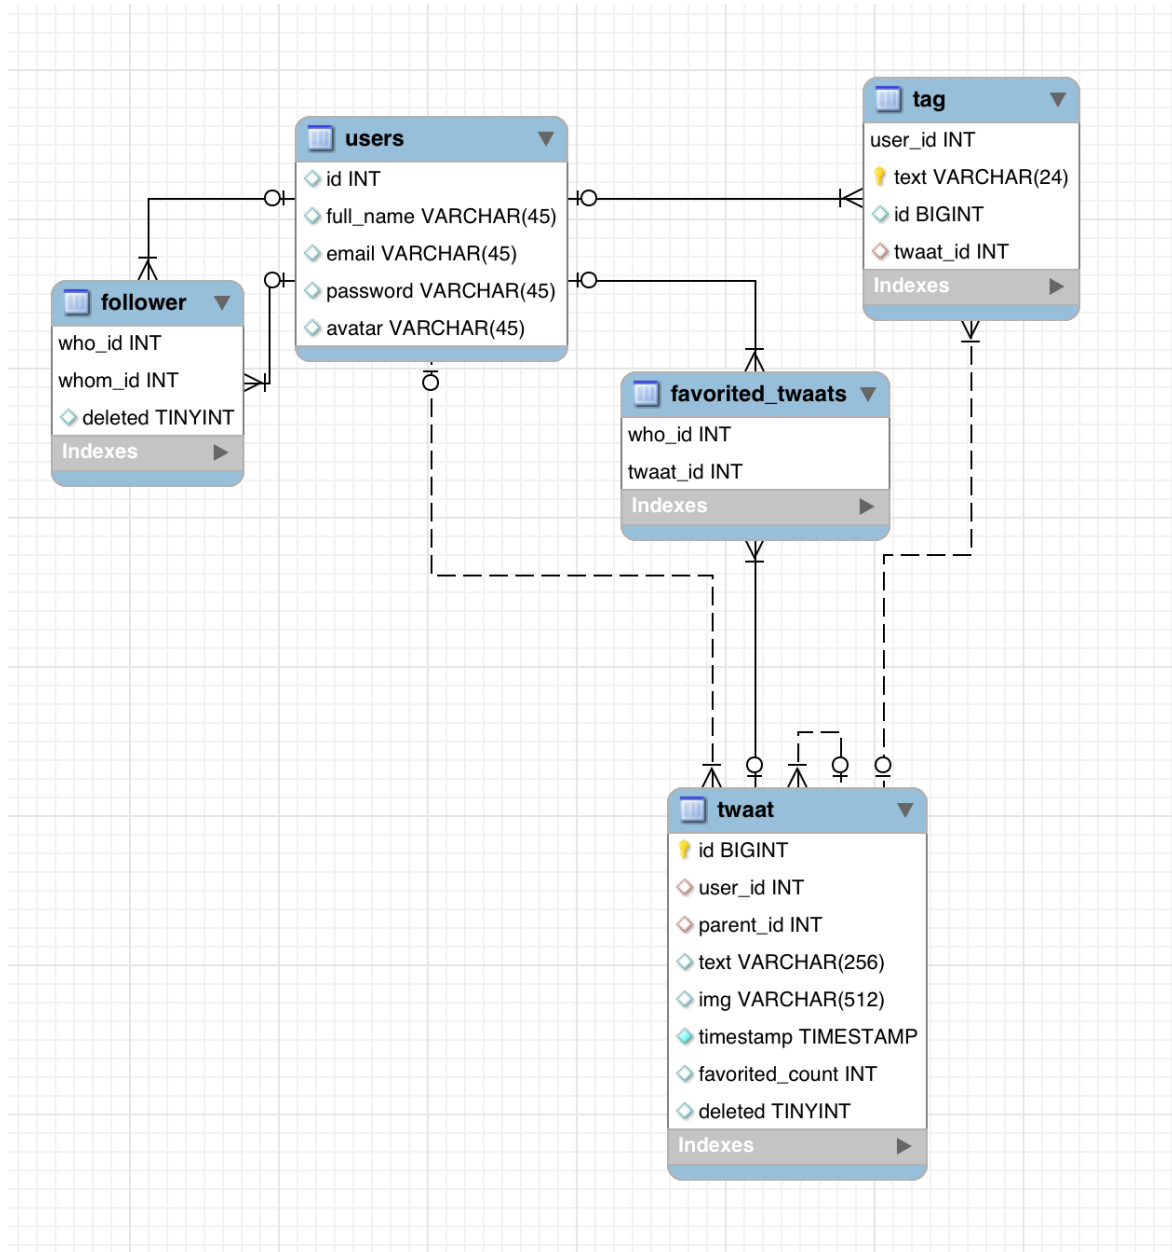 users
id INT
full_name VARCHAR(45)
email VARCHAR(45)
password VARCHAR(45)
avatar VARCHAR(45)
tag
user_id INT
text VARCHAR(24)
id BIGINT
twaat_id INT
Indexes
follower
who_id INT
whom_id INT
deleted TINYINT
Indexes
favorited_twaats
who_id INT
twaat_id INT
Indexes
twaat
id BIGINT
user_id INT
parent_id INT
text VARCHAR(256)
img VARCHAR(512)
timestamp TIMESTAMP
favorited_count INT
deleted TINYINT
Indexes